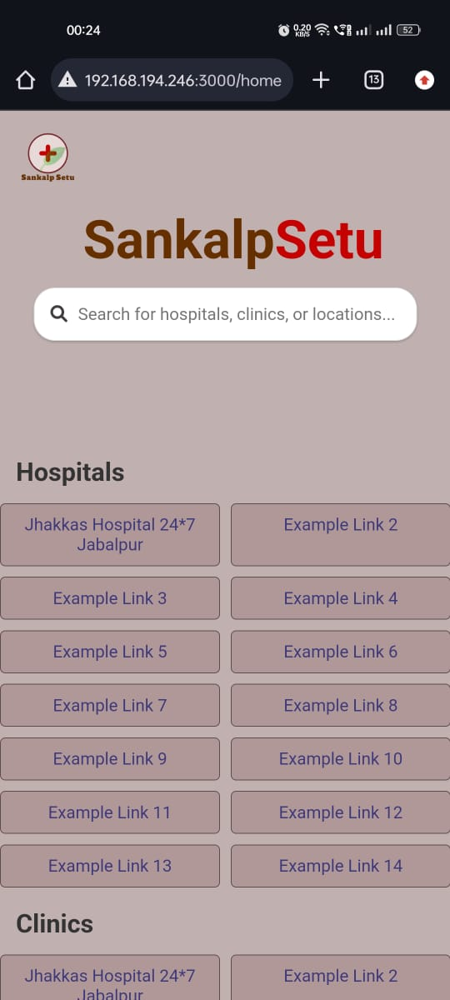 00:24
0.20
KB/S
52
192.168.194.246:3000/home
13
Sankalp Setu
SankalpSetu
Search for hospitals, clinics, or locations...
Hospitals
Jhakkas Hospital 24*7
Jabalpur
Example Link 2
Example Link 3
Example Link 4
Example Link 5
Example Link 6
Example Link 7
Example Link 8
Example Link 9
Example Link 10
Example Link 11
Example Link 12
Example Link 13
Example Link 14
Clinics
Jhakkas Hospital 24*7
Jabalpur
Example Link 2